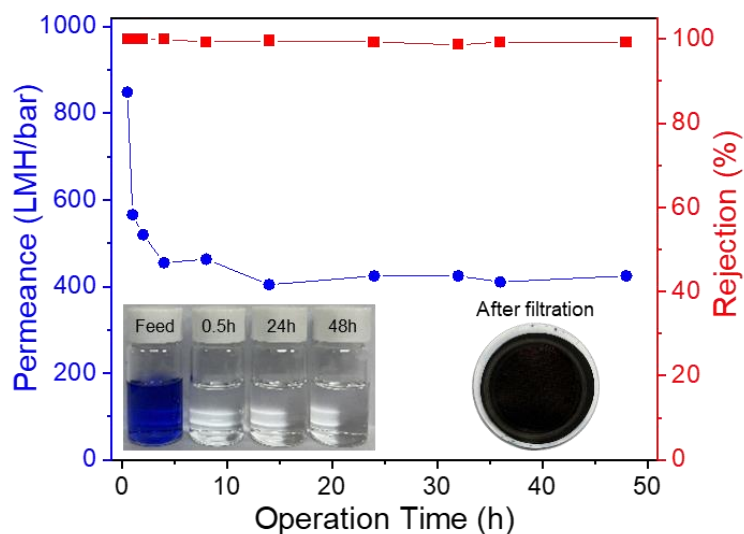 1000
800
600
400
200
0
Permeance (LMH/bar)
100
80
60
40
20
0
Rejection (%)
Feed 0.5h 24h 48h
After filtration
0 10 20 30 40 50
Operation Time (h)